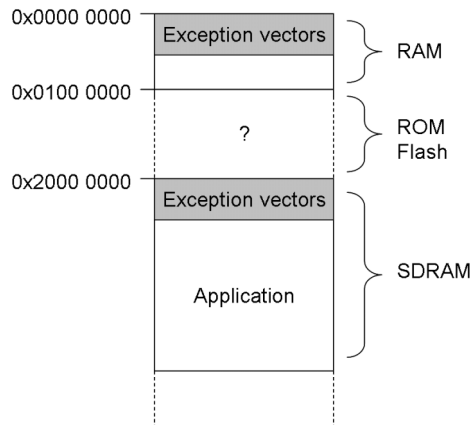 0x0000 0000
Exception vectors
RAM
0x0100 0000
?
ROM
Flash
0x2000 0000
Exception vectors
SDRAM
Application